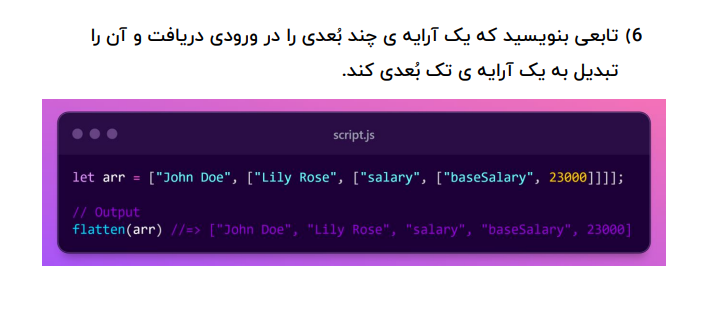 6) تابعی بنویسید که یک آرایه ی چند بُعدی را در ورودی دریافت و آن را
تبدیل به یک آرایه ی تک بُعدی کند.
script.js
let arr = ["John Doe", ["Lily Rose", ["salary", ["baseSalary", 23000]]]];
// Output
flatten(arr) //=> ["John Doe", "Lily Rose", "salary", "baseSalary", 23000]